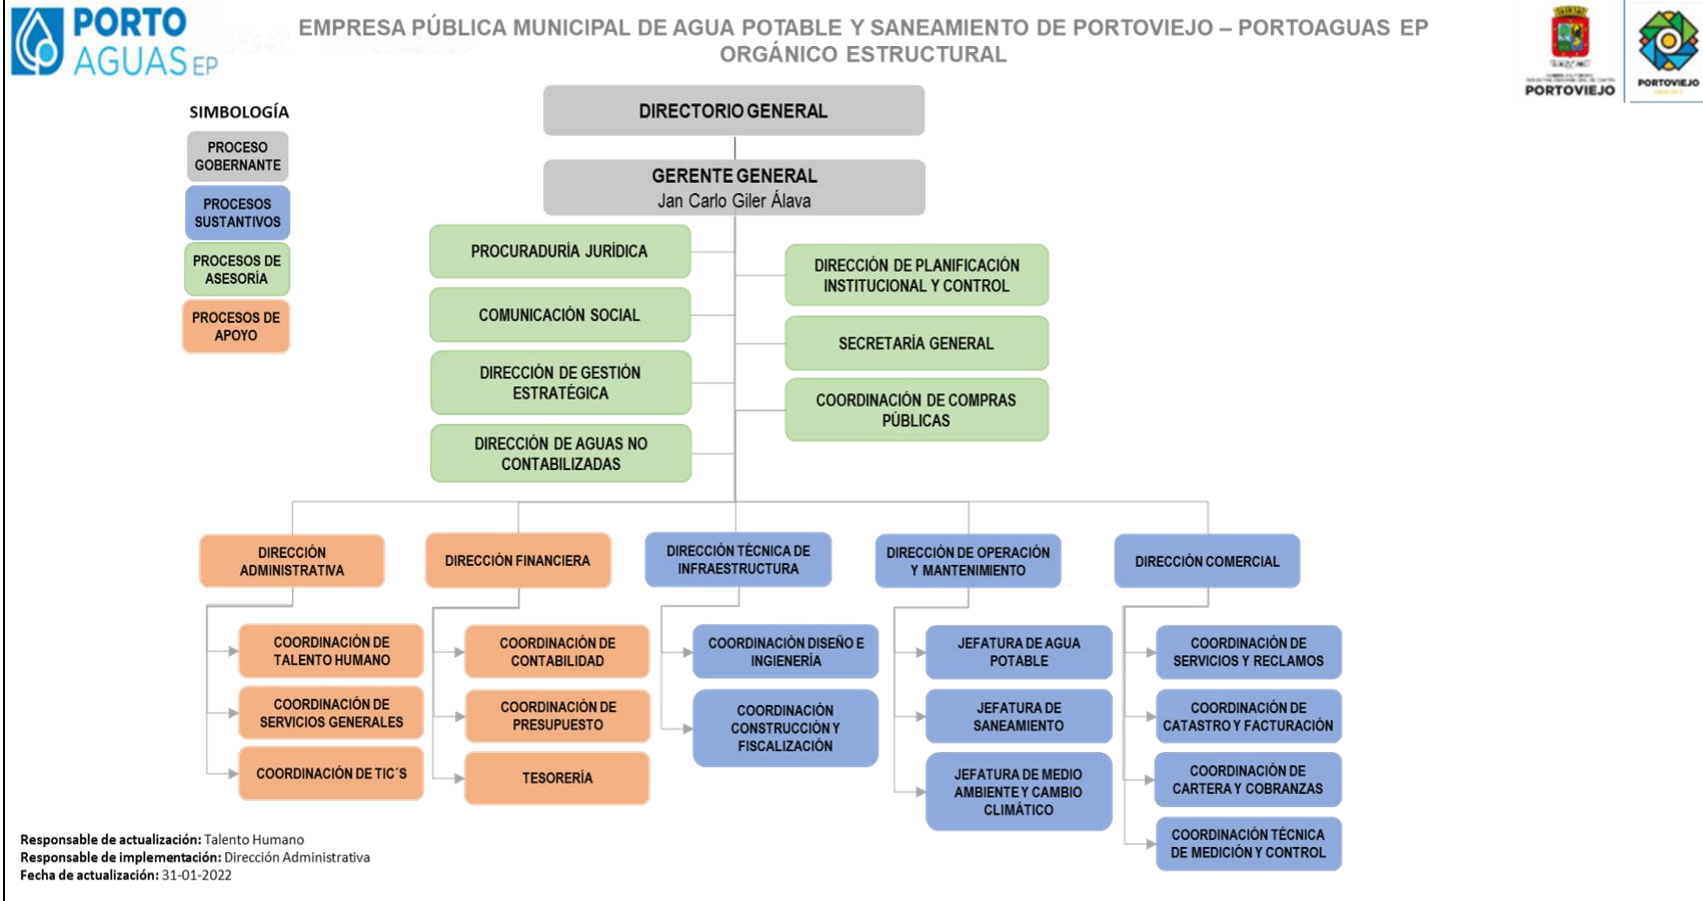 PORTO
AGUAS EP
EMPRESA PÚBLICA MUNICIPAL DE AGUA POTABLE Y SANEAMIENTO DE PORTOVIEJO – PORTOAGUAS EP
ORGÁNICO ESTRUCTURAL
PORTOVIEJO
PORTOVIEJO
SIMBOLOGÍA
PROCESO
GOBERNANTE
PROCESOS
SUSTANTIVOS
PROCESOS DE
ASESORÍA
PROCESOS DE
APOYO
DIRECTORIO GENERAL
GERENTE GENERAL
Jan Carlo Giler Álava
PROCURADURÍA JURÍDICA
COMUNICACIÓN SOCIAL
DIRECCIÓN DE GESTIÓN
ESTRATÉGICA
DIRECCIÓN DE AGUAS NO
CONTABILIZADAS
DIRECCIÓN DE PLANIFICACIÓN
INSTITUCIONAL Y CONTROL
SECRETARÍA GENERAL
COORDINACIÓN DE COMPRAS
PÚBLICAS
DIRECCIÓN
ADMINISTRATIVA
COORDINACIÓN DE
TALENTO HUMANO
COORDINACIÓN DE
SERVICIOS GENERALES
COORDINACIÓN DE TIC´S
DIRECCIÓN FINANCIERA
COORDINACIÓN DE
CONTABILIDAD
COORDINACIÓN DE
PRESUPUESTO
TESORERÍA
DIRECCIÓN TÉCNICA DE
INFRAESTRUCTURA
COORDINACIÓN DISEÑO E
INGIENERÍA
COORDINACIÓN
CONSTRUCCIÓN Y
FISCALIZACIÓN
DIRECCIÓN DE OPERACIÓN
Y MANTENIMIENTO
JEFATURA DE AGUA
POTABLE
JEFATURA DE
SANEAMIENTO
JEFATURA DE MEDIO
AMBIENTE Y CAMBIO
CLIMÁTICO
DIRECCIÓN COMERCIAL
COORDINACIÓN DE
SERVICIOS Y RECLAMOS
COORDINACIÓN DE
CATASTRO Y FACTURACIÓN
COORDINACIÓN DE
CARTERA Y COBRANZAS
COORDINACIÓN TÉCNICA
DE MEDICIÓN Y CONTROL
Responsable de actualización: Talento Humano
Responsable de implementación: Dirección Administrativa
Fecha de actualización: 31-01-2022